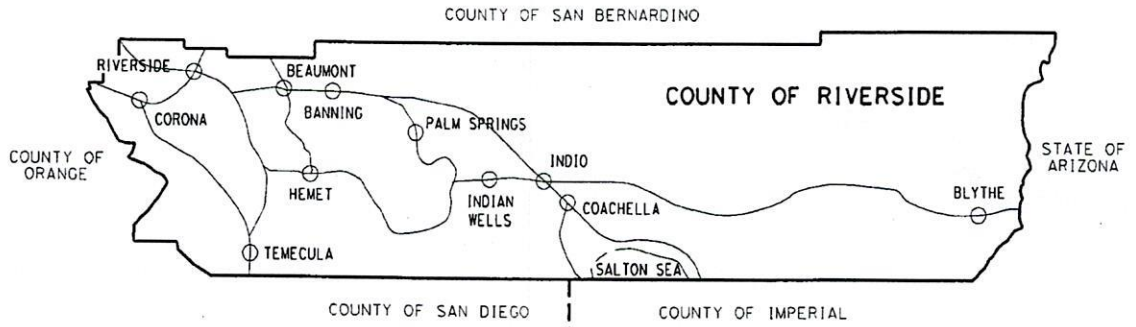 COUNTY OF SAN BERNARDINO
RIVERSIDE
BEAUMONT
COUNTY OF RIVERSIDE
BANNING
CORONA
PALM SPRINGS
COUNTY OF
ORANGE
STATE OF
ARIZONA
INDIO
HEMET
BLYTHE
INDIAN
WELLS
COACHELLA
TEMECULA
SALTON SEA
COUNTY OF SAN DIEGO
COUNTY OF IMPERIAL